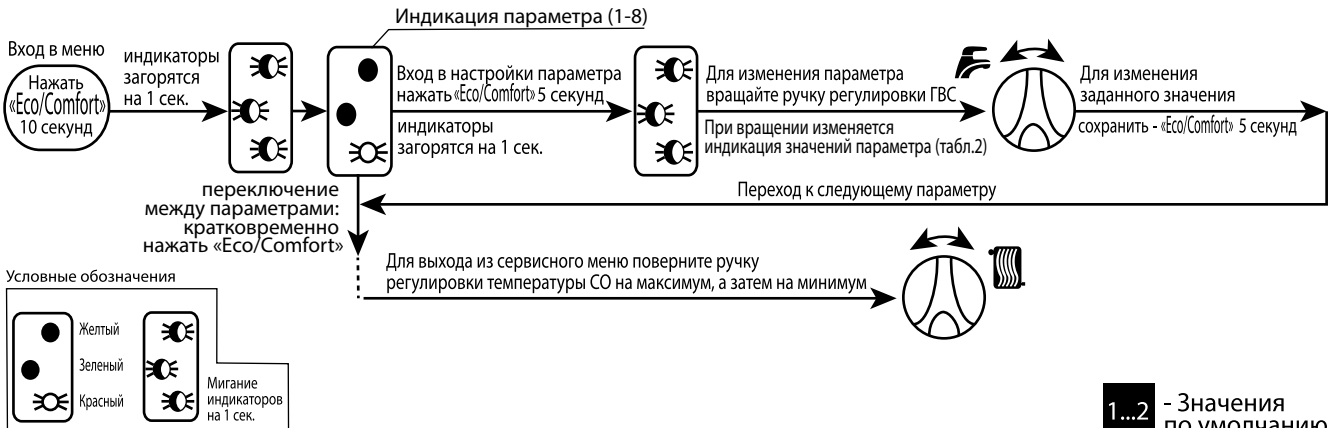 Индикация параметра (1-8)
Вход в меню
Нажать
«Eco/Comfort»
10 секунд
индикаторы
загорятся
на 1 сек.
Вход в настройки параметра
нажать «Eco/Comfort» 5 секунд
индикаторы
загорятся на 1 сек.
Для изменения параметра
вращайте ручку регулировки ГВС
При вращении изменяется
индикация значений параметра (табл.2)
Для изменения
заданного значения
сохранить - «Eco/Comfort» 5 секунд
переключение
между параметрами:
кратковременно
нажать «Eco/Comfort»
Переход к следующему параметру
Для выхода из сервисного меню поверните ручку
регулировки температуры СО на максимум, а затем на минимум
Условные обозначения
Желтый
Зеленый
Красный
Мигание
индикаторов
на 1 сек.
1...2 - Значения
по умолчанию